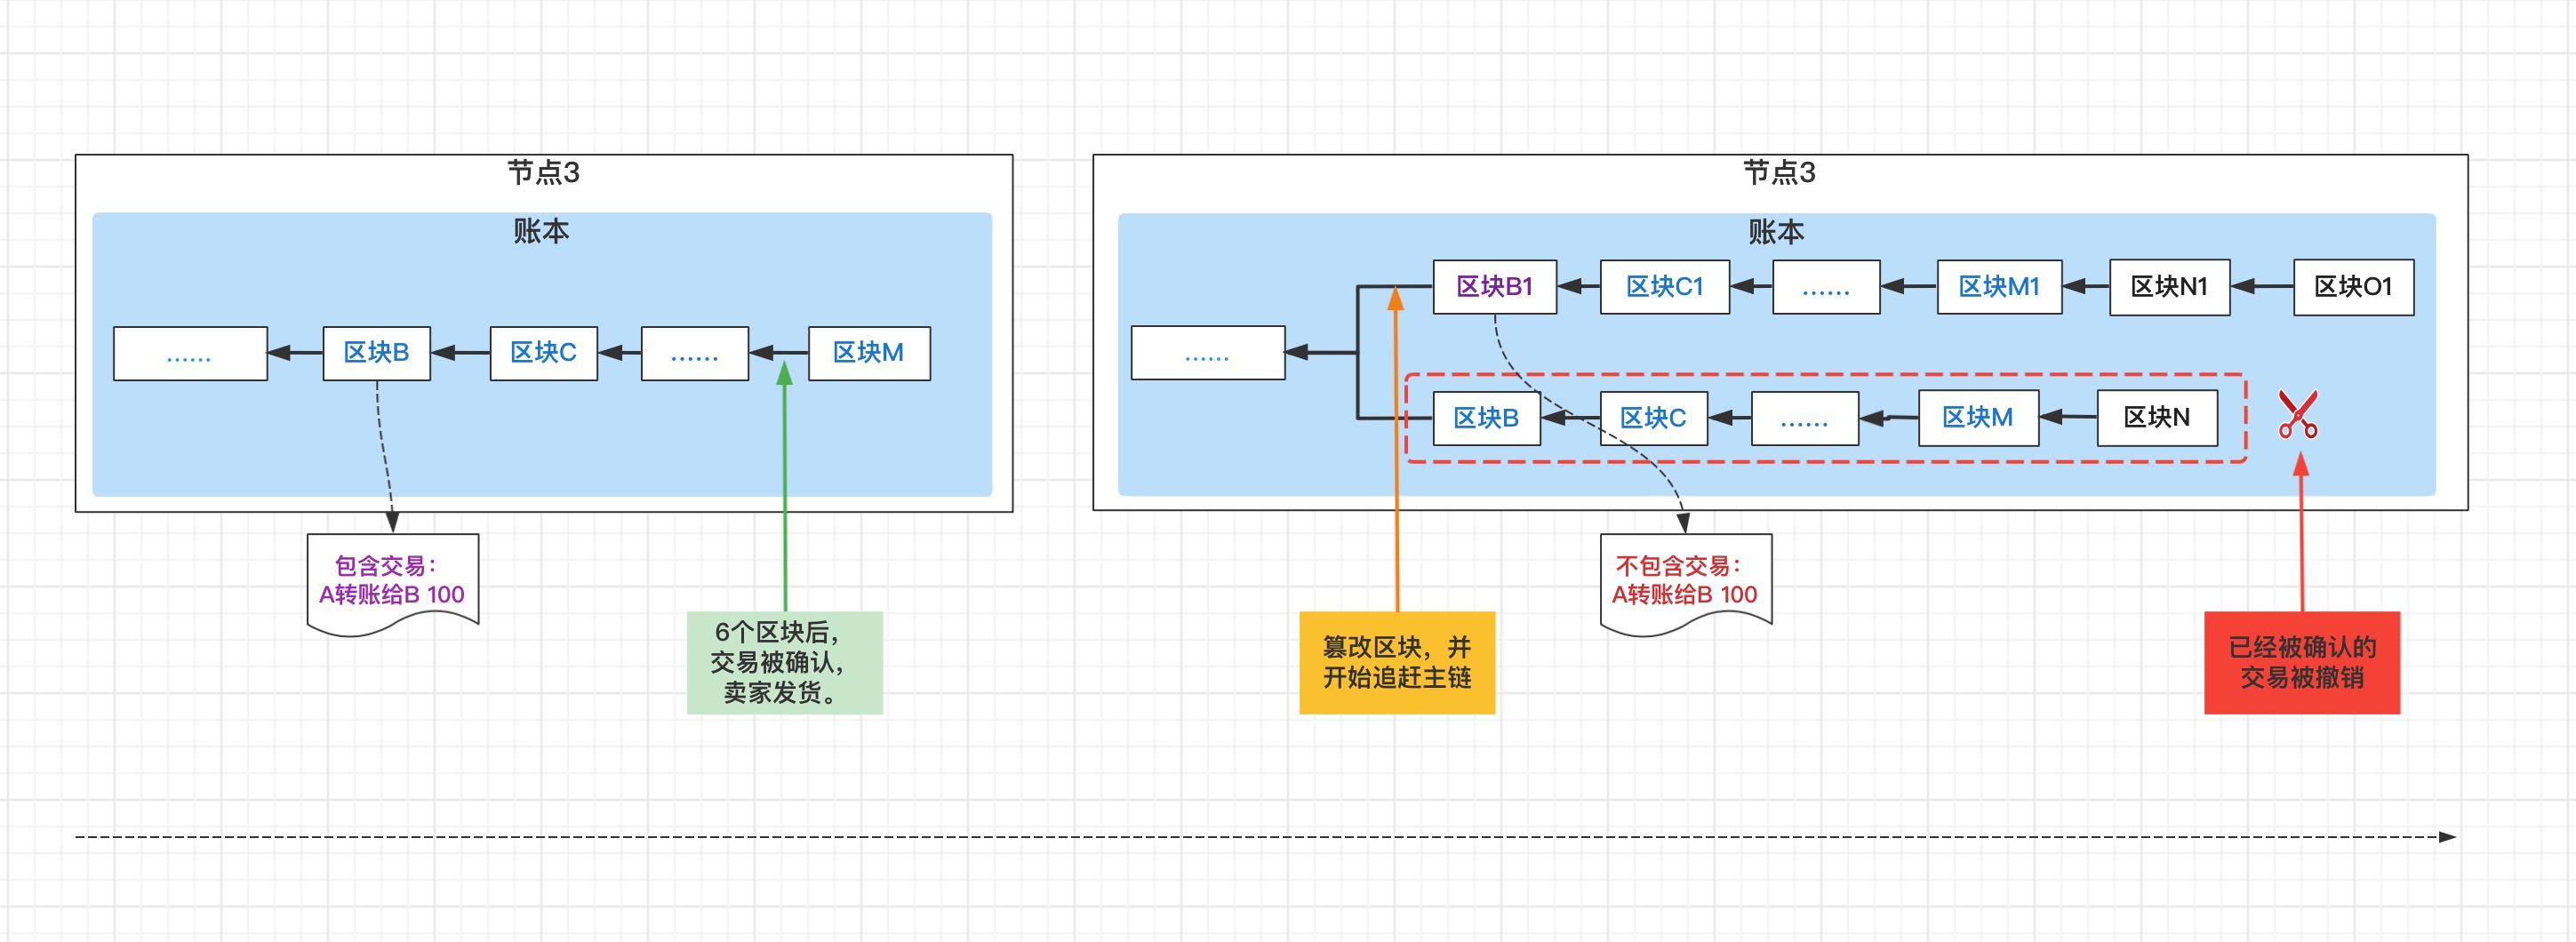 节点3
账本
......
区块B
区块C
......
区块M
包含交易：
A转账给B 100
6个区块后，
交易被确认，
卖家发货。
节点3
账本
......
区块B1
区块C1
......
区块M1
区块N1
区块O1
区块B
区块C
......
区块M
区块N
篡改区块，并
开始追赶主链
不包含交易：
A转账给B 100
已经被确认的
交易被撤销